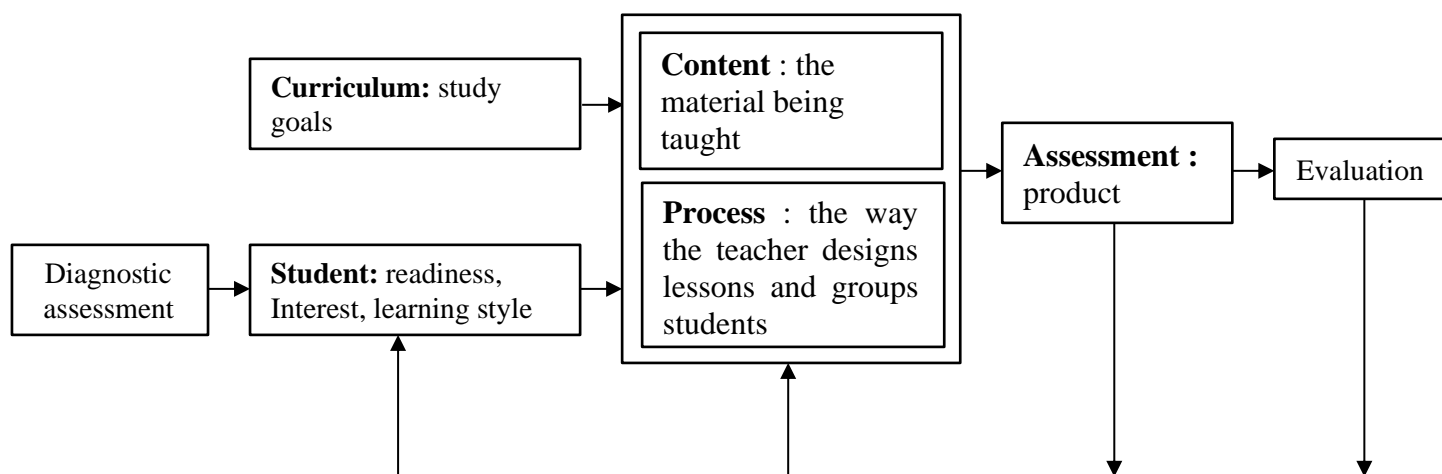 Curriculum: study
goals
Content : the
material being
taught
Process : the way
the teacher designs
lessons and groups
students
Assessment :
product
Evaluation
Diagnostic
assessment
Student: readiness,
Interest, learning style